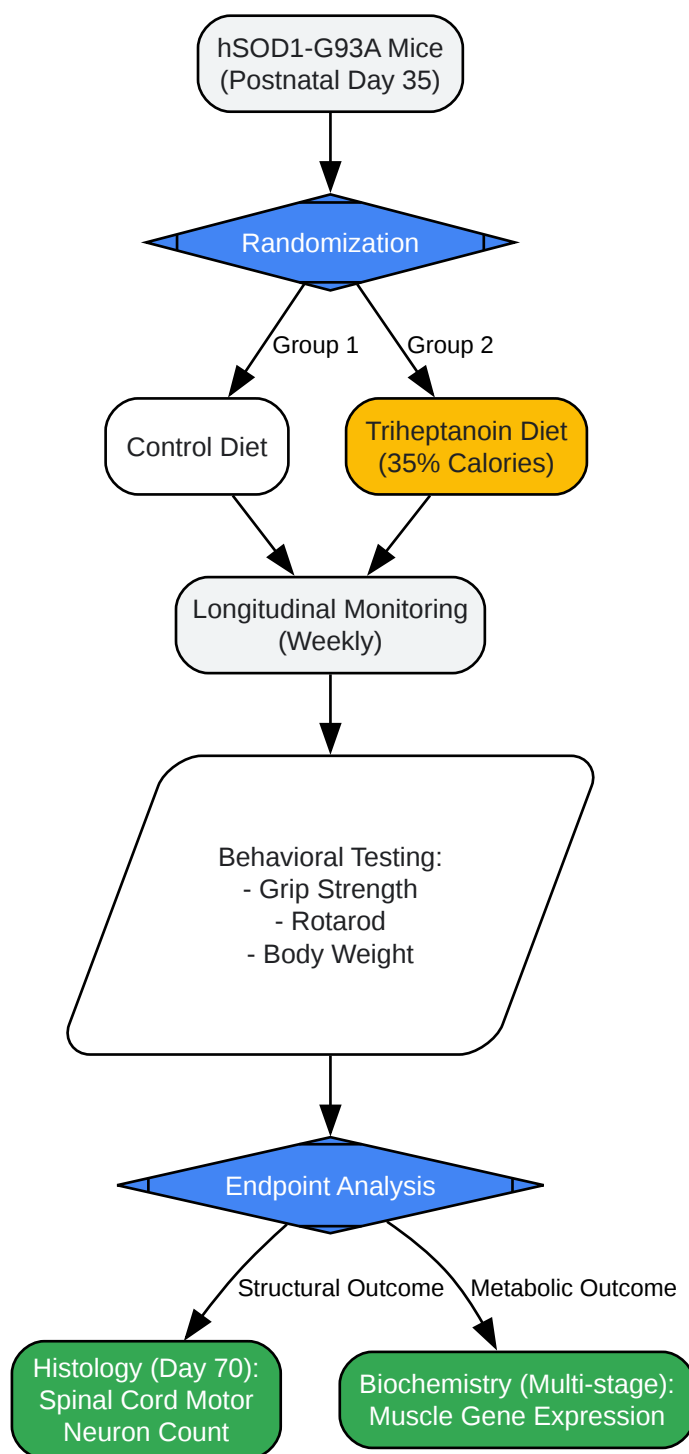 hSOD1-G93A Mice
(Postnatal Day 35)
Randomization
Group 1
Group 2
Control Diet
Triheptanoin Diet
(35% Calories)
Longitudinal Monitoring
(Weekly)
Behavioral Testing:
- Grip Strength
- Rotarod
- Body Weight
Endpoint Analysis
Structural Outcome
Metabolic Outcome
Histology (Day 70):
Spinal Cord Motor
Neuron Count
Biochemistry (Multi-stage):
Muscle Gene Expression